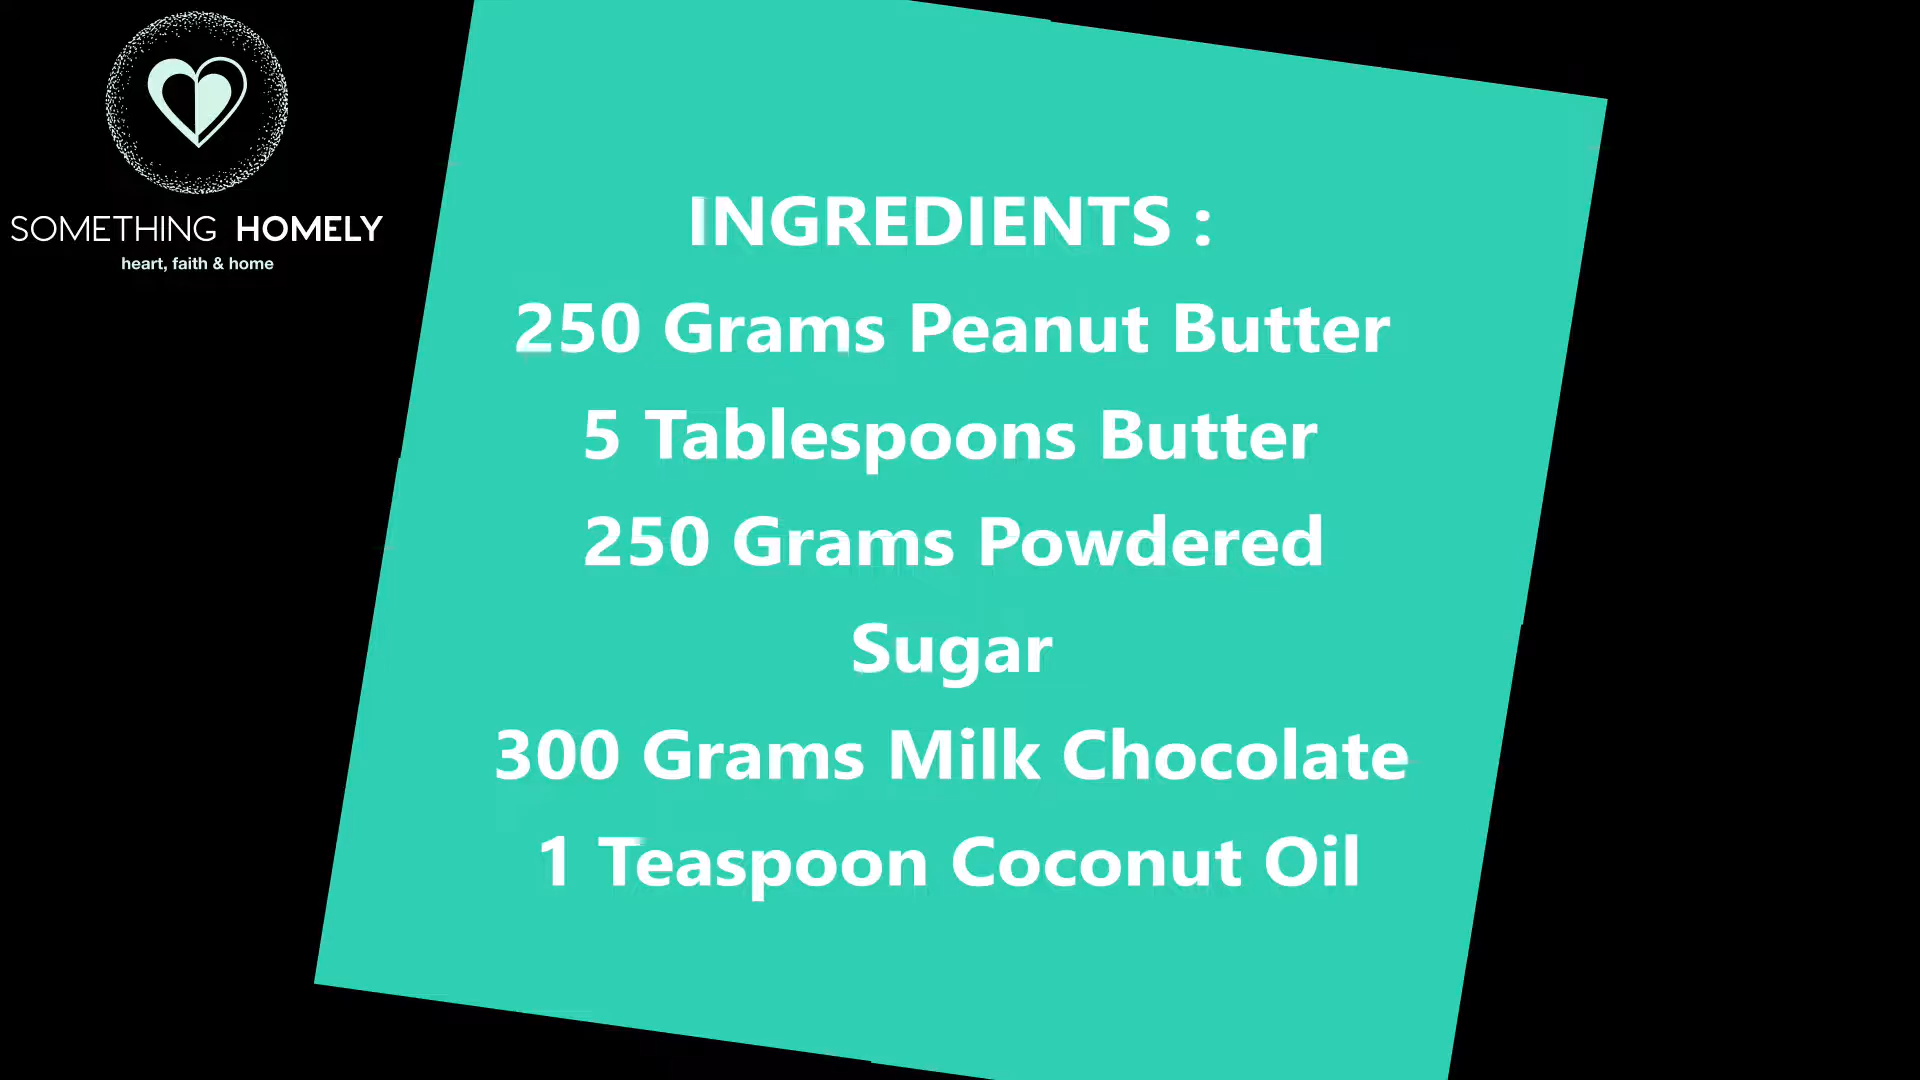 SOMETHING HOMELY
heart, faith & home
INGREDIENTS :
250 Grams Peanut Butter
5 Tablespoons Butter
250 Grams Powdered
Sugar
300 Grams Milk Chocolate
1 Teaspoon Coconut Oil